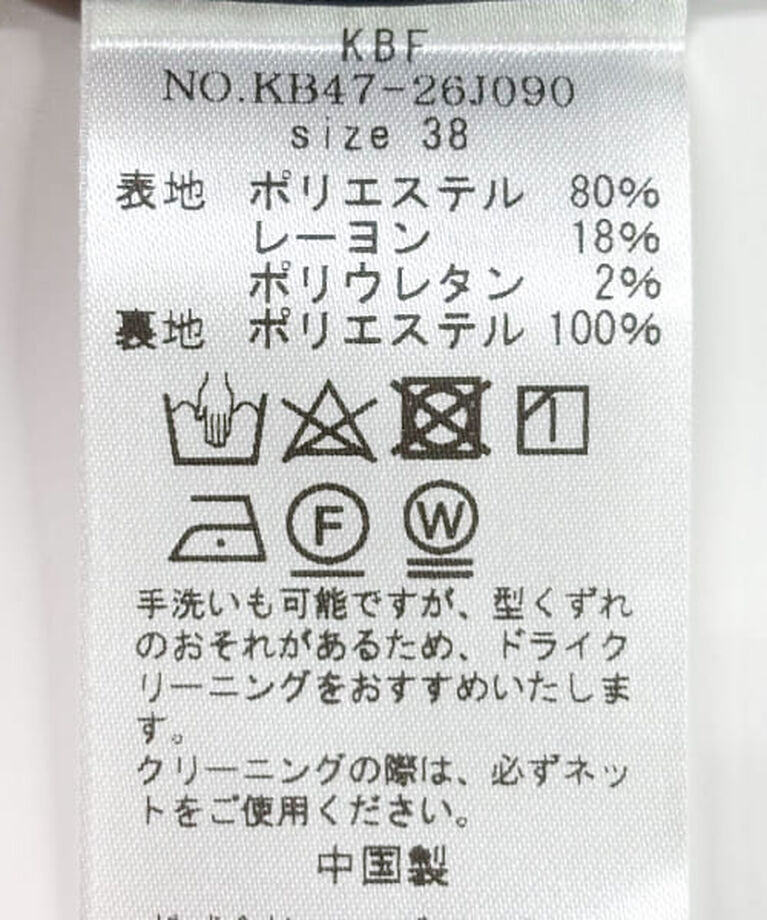 KBF
NO.KB47-26J090
size 38
表地 ポリエステル 80%
レーヨン 18%
ポリウレタン 2%
裏地 ポリエステル 100%
F W
手洗いも可能ですが、型くずれ
のおそれがあるため、ドライク
リーニングをおすすめいたしま
す。
クリーニングの際は、必ずネッ
トをご使用ください。
中国製